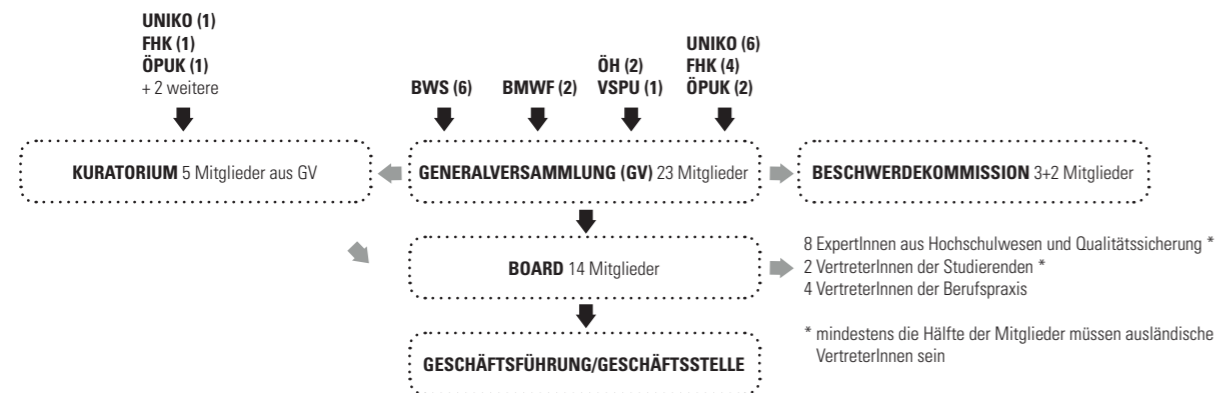 UNIKO (1)
FHK (1)
ÖPUK (1)
+ 2 weitere
BWS (6)
BMWF (2)
ÖH (2)
VSPU (1)
UNIKO (6)
FHK (4)
ÖPUK (2)
KURATORIUM 5 Mitglieder aus GV
GENERALVERSAMMLUNG (GV) 23 Mitglieder
BESCHWERDEKOMMISSION 3+2 Mitglieder
BOARD 14 Mitglieder
8 ExpertInnen aus Hochschulwesen und Qualitätssicherung *
2 VertreterInnen der Studierenden *
4 VertreterInnen der Berufspraxis
* mindestens die Hälfte der Mitglieder müssen ausländische
VertreterInnen sein
GESCHÄFTSFÜHRUNG/GESCHÄFTSSTELLE